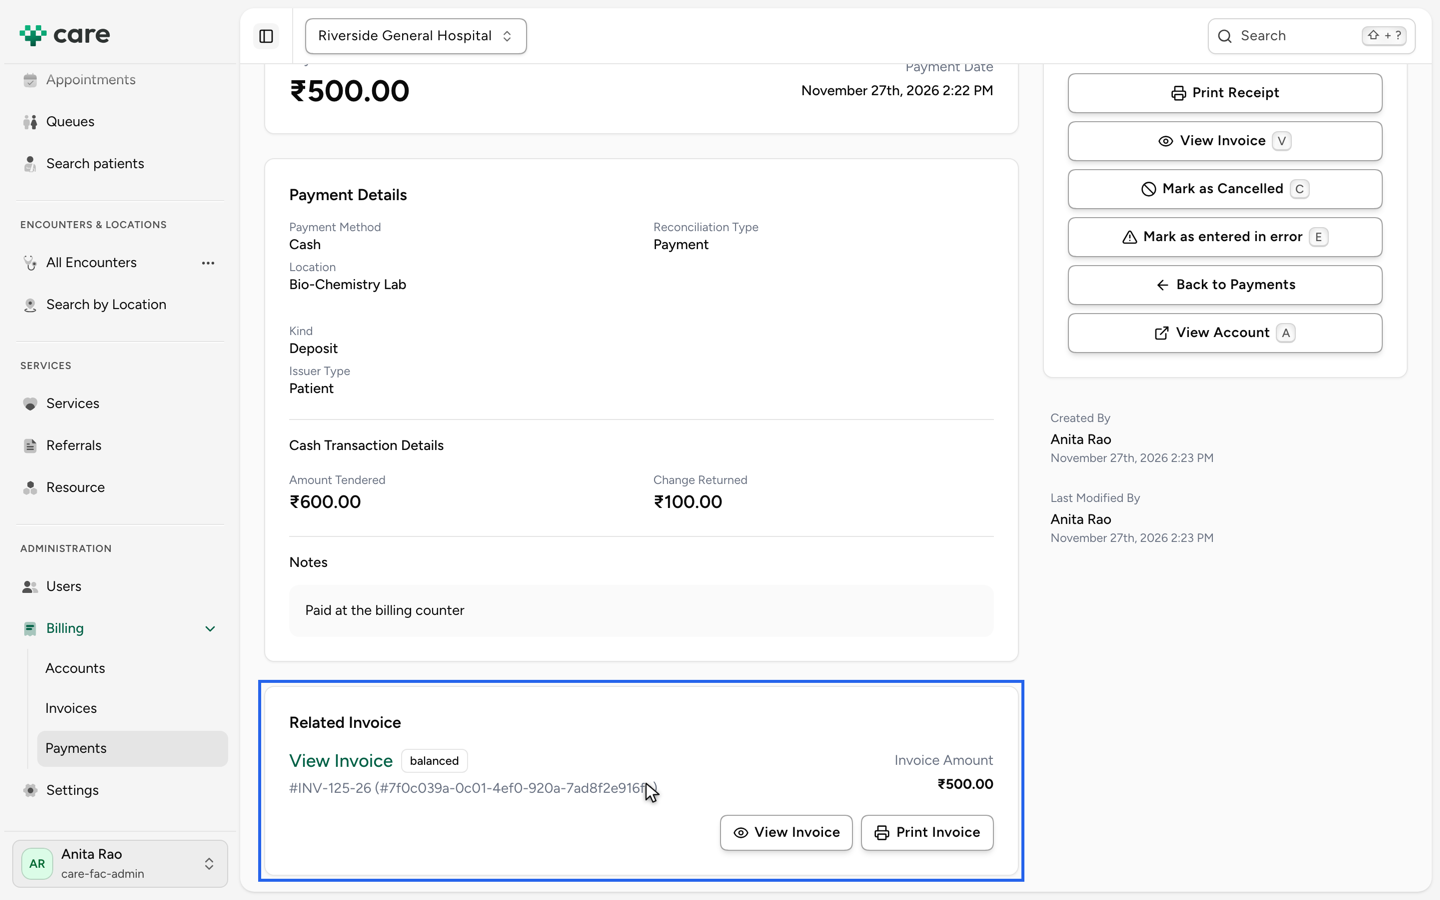 care
Riverside General Hospital
Search
⇧ + ?
Appointments
Queues
Search patients
ENCOUNTERS & LOCATIONS
All Encounters
Search by Location
SERVICES
Services
Referrals
Resource
ADMINISTRATION
Users
Billing
Accounts
Invoices
Payments
Settings
AR
Anita Rao
care-fac-admin
₹500.00
Payment Date
November 27th, 2026 2:22 PM
Payment Details
Payment Method
Cash
Reconciliation Type
Payment
Location
Bio-Chemistry Lab
Kind
Deposit
Issuer Type
Patient
Cash Transaction Details
Amount Tendered
₹600.00
Change Returned
₹100.00
Notes
Paid at the billing counter
Related Invoice
View Invoice balanced
#INV-125-26
Invoice Amount
₹500.00
View Invoice
Print Invoice
Print Receipt
View Invoice V
Mark as Cancelled C
Mark as entered in error E
Back to Payments
View Account A
Created By
Anita Rao
November 27th, 2026 2:23 PM
Last Modified By
Anita Rao
November 27th, 2026 2:23 PM